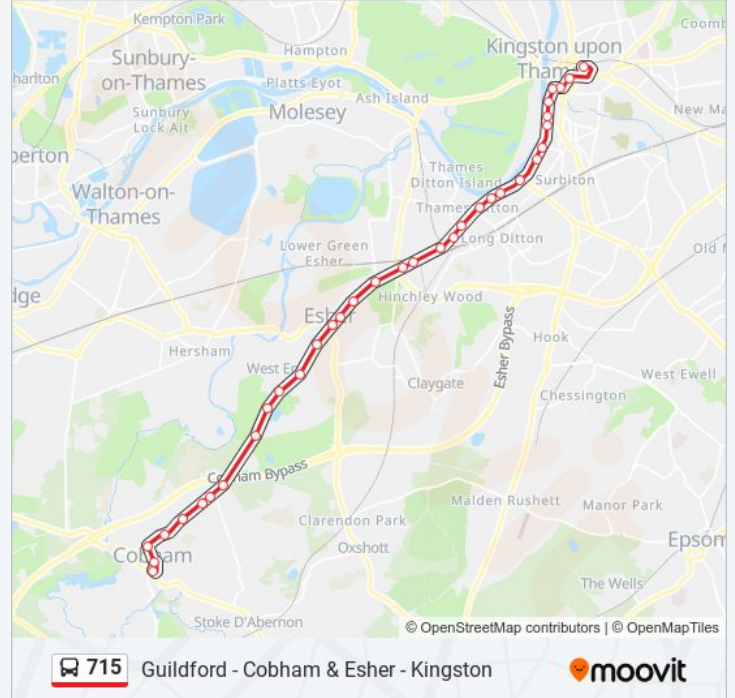 Kempton Park
Coomb
Sunbury-
on-Thames
Hampton
Kingston upon
Tham
harlton
Platts Eyot
Ash Island
Molesey
Sunbury
Lock Ait
New Ma
perton
Thames
Ditton Island
Surbiton
Walton-on-
Thames
Thames Ditton
Long Ditton
Lower Green
Esher
Old M
dge
Hinchley Wood
Esher
Esher Bypass
Hook
Hersham
West En
West Ewell
Claygate
Chessington
Cobham Bypass
Malden Rushett
Manor Park
Clarendon Park
Cobham
Oxshott
Epsom
The Wells
Stoke D'Abernon
© OpenStreetMap contributors | © OpenMapTiles
715 Guildford - Cobham & Esher - Kingston
moovit